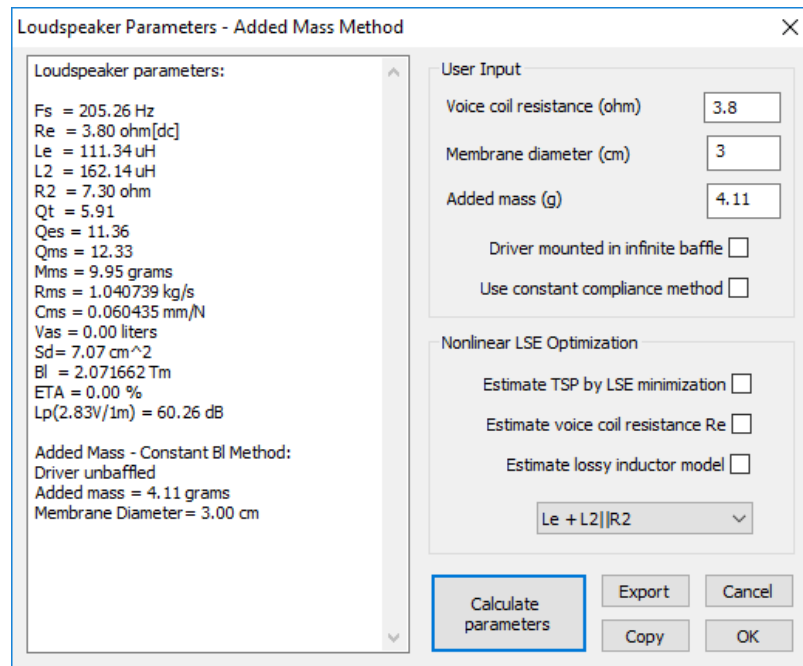 Loudspeaker Parameters - Added Mass Method
Loudspeaker parameters:
Fs = 205.26 Hz
Re = 3.80 ohm[dc]
Le = 111.34 uH
L2 = 162.14 uH
R2 = 7.30 ohm
Qt = 5.91
Qes = 11.36
Qms = 12.33
Mms = 9.95 grams
Rms = 1.040739 kg/s
Cms = 0.060435 mm/N
Vas = 0.00 liters
Sd= 7.07 cm^2
Bl = 2.071662 Tm
ETA = 0.00 %
Lp(2.83V/1m) = 60.26 dB
Added Mass - Constant Bl Method:
Driver unbaffled
Added mass = 4.11 grams
Membrane Diameter= 3.00 cm
User Input
Voice coil resistance (ohm) 3.8
Membrane diameter (cm) 3
Added mass (g) 4.11
Driver mounted in infinite baffle
Use constant compliance method
Nonlinear LSE Optimization
Estimate TSP by LSE minimization
Estimate voice coil resistance Re
Estimate lossy inductor model
Le +L2||R2
Calculate
parameters
Export
Cancel
Copy
OK